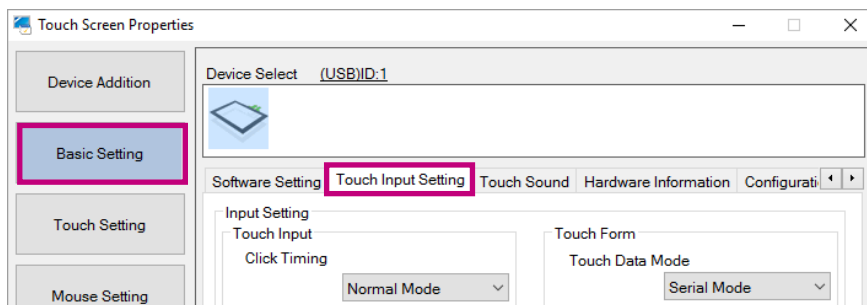 Touch Screen Properties
Device Addition
Basic Setting
Touch Setting
Mouse Setting
Device Select (USB)ID:1
Software Setting Touch Input Setting Touch Sound Hardware Information Configurati
Input Setting
Touch Input
Click Timing
Normal Mode
Touch Form
Touch Data Mode
Serial Mode